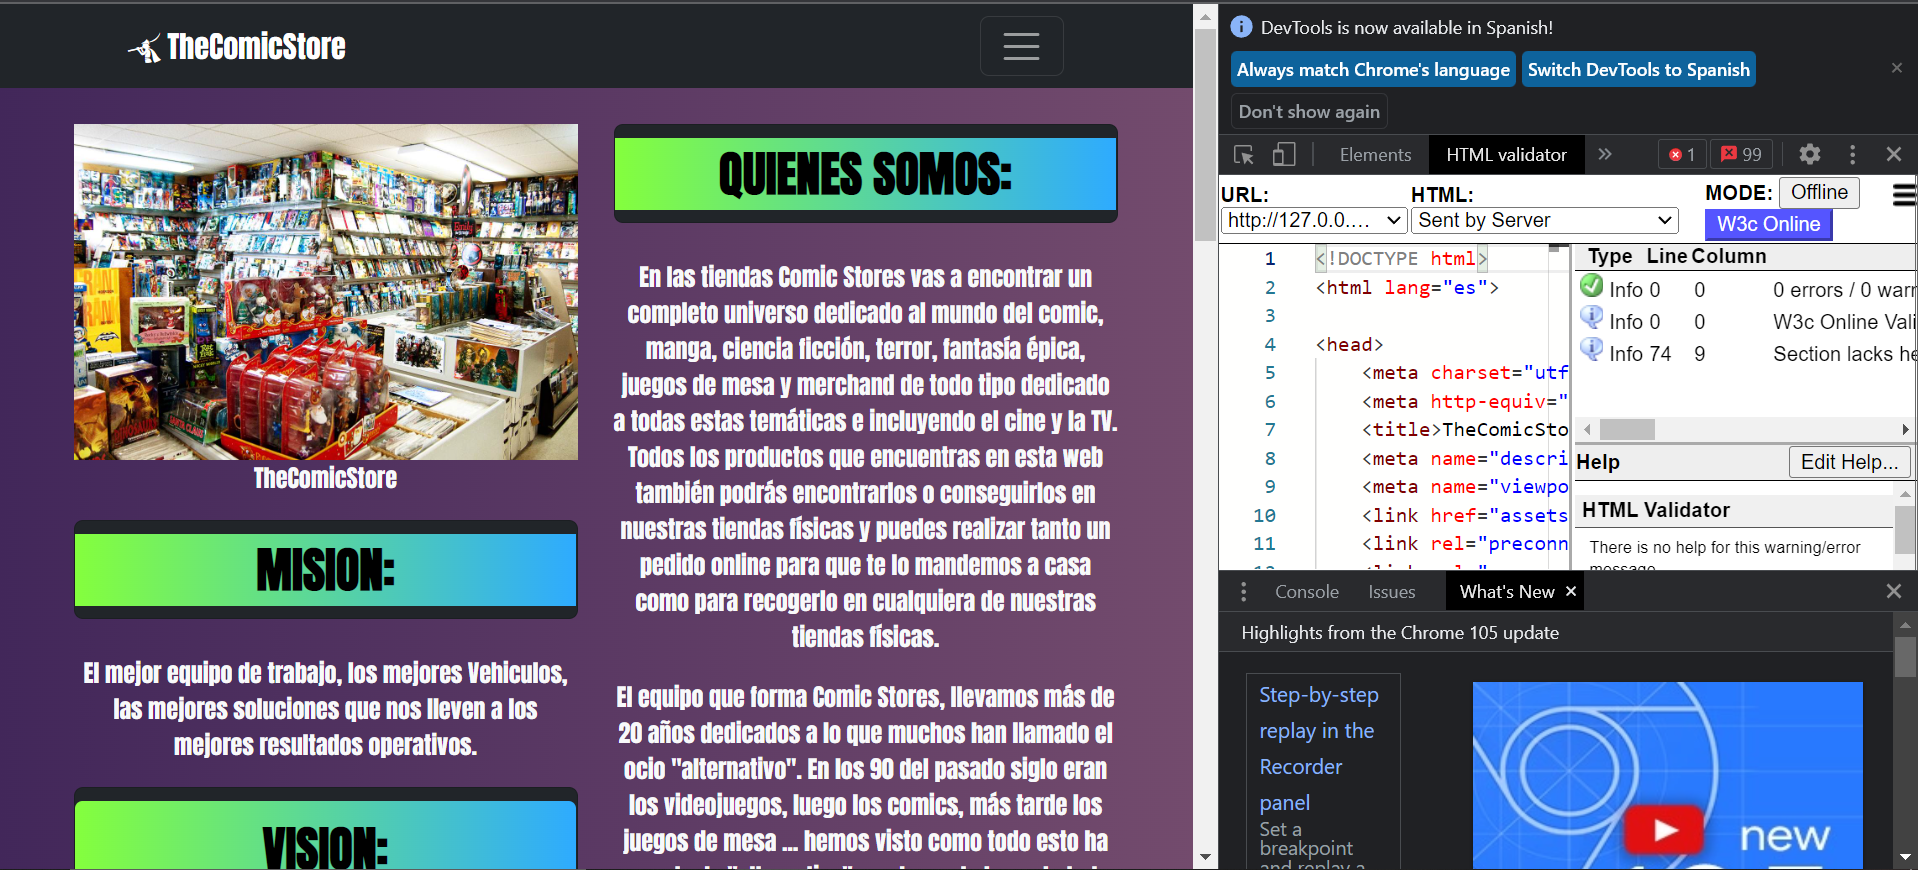 TheComicStore
TheComicStore
MISION:
El mejor equipo de trabajo, los mejores Vehiculos,
las mejores soluciones que nos lleven a los
mejores resultados operativos.
VISION:
QUIENES SOMOS:
En las tiendas Comic Stores vas a encontrar un
completo universo dedicado al mundo del comic,
manga, ciencia ficción, terror, fantasía épica,
juegos de mesa y merchand de todo tipo dedicado
a todas estas temáticas e incluyendo el cine y la TV.
Todos los productos que encuentras en esta web
también podrás encontrarlos o conseguirlos en
nuestras tiendas físicas y puedes realizar tanto un
pedido online para que te lo mandemos a casa
como para recogerlo en cualquiera de nuestras
tiendas físicas.
El equipo que forma Comic Stores, llevamos más de
20 años dedicados a lo que muchos han llamado el
ocio "alternativo". En los 90 del pasado siglo eran
los videojuegos, luego los comics, más tarde los
juegos de mesa ... hemos visto como todo esto ha
DevTools is now available in Spanish!
Always match Chrome's language Switch DevTools to Spanish
Don't show again
Elements HTML validator 1 99
URL: HTML: MODE: Offline
http://127.0.0.... Sent by Server W3c Online
1 <!DOCTYPE html>
2 <html lang="es">
3
4 <head>
5 <meta charset="utf
6 <meta http-equiv="
7 <title>TheComicSto
8 <meta name="descri
9 <meta name="viewpo
10 <link href="assets
11 <link rel="preconn
Type Line Column
Info 0 0 0 errors / 0 warr
Info 0 0 W3c Online Vali
Info 74 9 Section lacks he
Help Edit Help...
HTML Validator
There is no help for this warning/error
message
Console Issues What's New
Highlights from the Chrome 105 update
Step-by-step
replay in the
Recorder
panel
Set a
breakpoint
and replay a
new